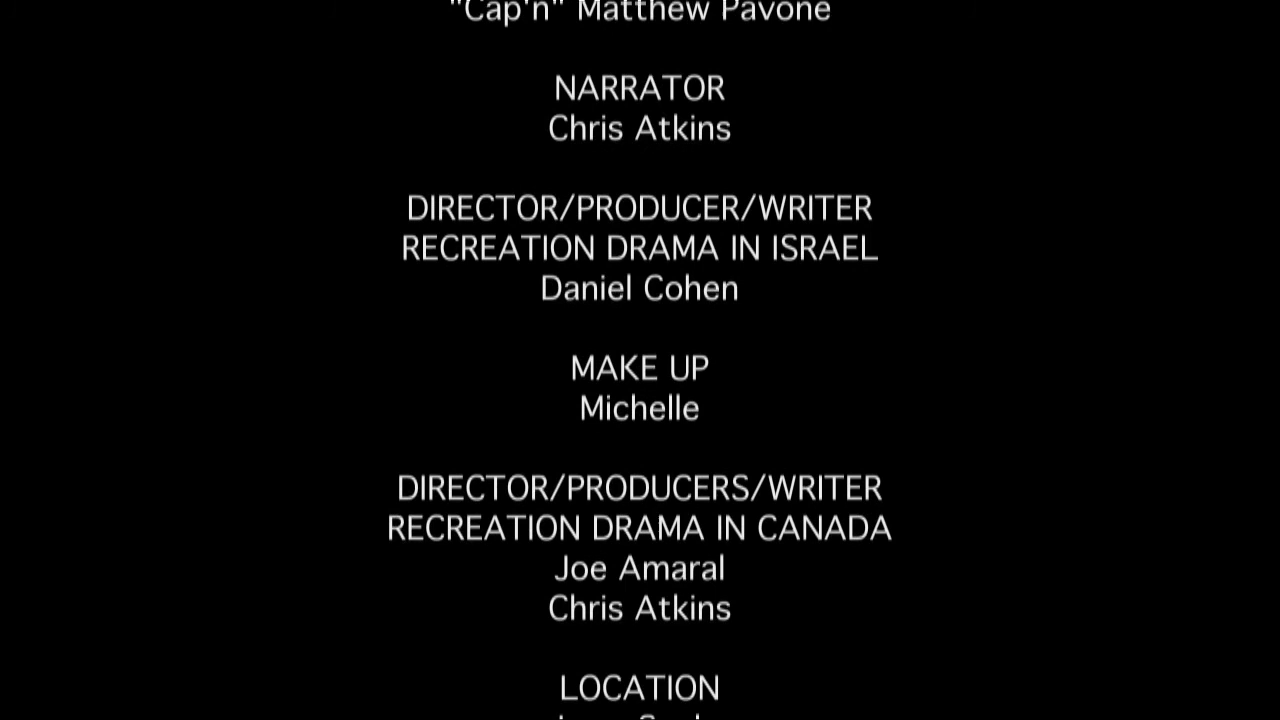 "Cap'n" Matthew Pavone
NARRATOR
Chris Atkins
DIRECTOR/PRODUCER/WRITER
RECREATION DRAMA IN ISRAEL
Daniel Cohen
MAKE UP
Michelle
DIRECTOR/PRODUCERS/WRITER
RECREATION DRAMA IN CANADA
Joe Amaral
Chris Atkins
LOCATION